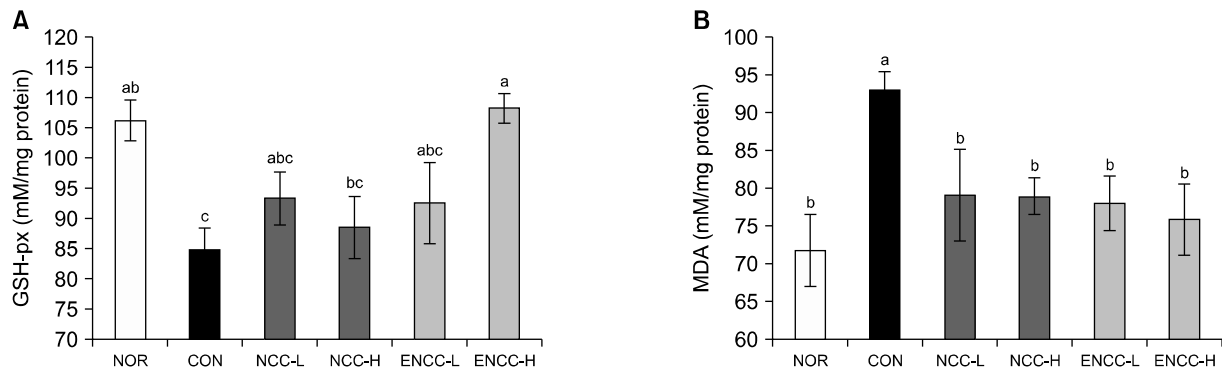 A
GSH-px (mM/mg protein)
120
115
110
105
100
95
90
85
80
75
70
ab
c
abc
bc
abc
a
NOR CON NCC-L NCC-H ENCC-L ENCC-H
B
MDA (mM/mg protein)
100
95
90
85
80
75
70
65
60
b
a
b
b
b
b
NOR CON NCC-L NCC-H ENCC-L ENCC-H